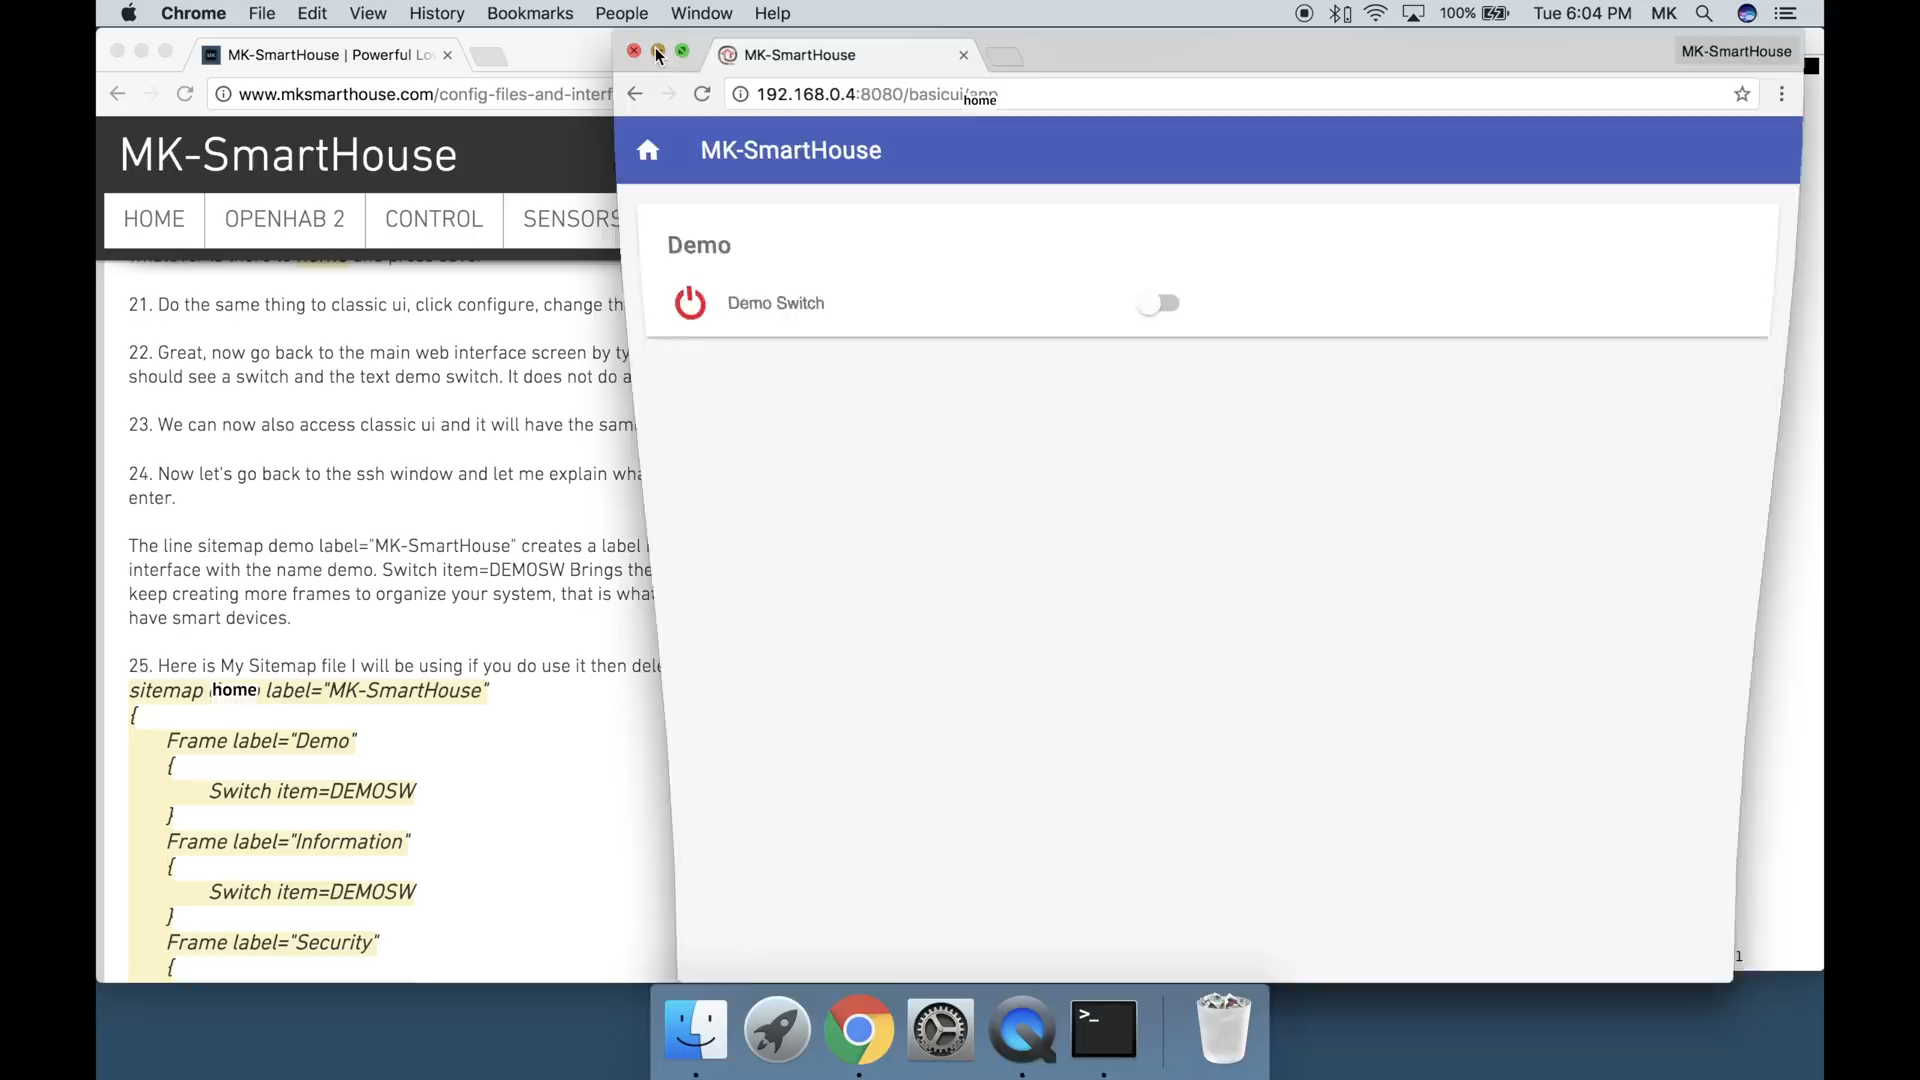 Chrome File Edit View History Bookmarks People Window Help
100% Tue 6:04 PM MK
MK-SmartHouse | Powerful Lo
www.mksmarthouse.com/config-files-and-interf
MK-SmartHouse
HOME OPENHAB 2 CONTROL SENSORS
21. Do the same thing to classic ui, click configure, change th
22. Great, now go back to the main web interface screen by ty
should see a switch and the text demo switch. It does not do a
23. We can now also access classic ui and it will have the sam
24. Now let's go back to the ssh window and let me explain wha
enter.
The line sitemap demo label="MK-SmartHouse" creates a label
interface with the name demo. Switch item=DEMOSW Brings the
keep creating more frames to organize your system, that is what
have smart devices.
25. Here is My Sitemap file I will be using if you do use it then dele
sitemap home label="MK-SmartHouse"
{
Frame label="Demo"
{
Switch item=DEMOSW
}
Frame label="Information"
{
Switch item=DEMOSW
}
Frame label="Security"
{
MK-SmartHouse
MK-SmartHouse
192.168.0.4:8080/basicui/app
home
MK-SmartHouse
Demo
Demo Switch
1
>_